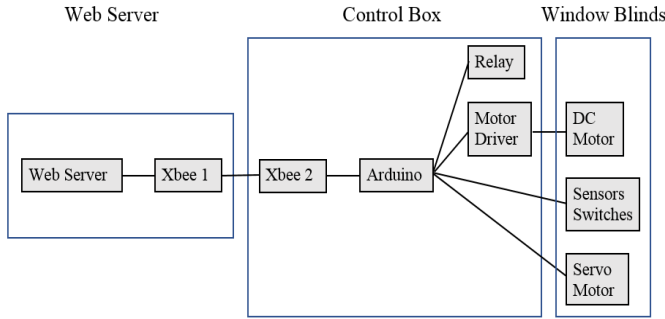 Web Server
Control Box
Window Blinds
Relay
Motor
Driver
DC
Motor
Web Server
Xbee 1
Xbee 2
Arduino
Sensors
Switches
Servo
Motor